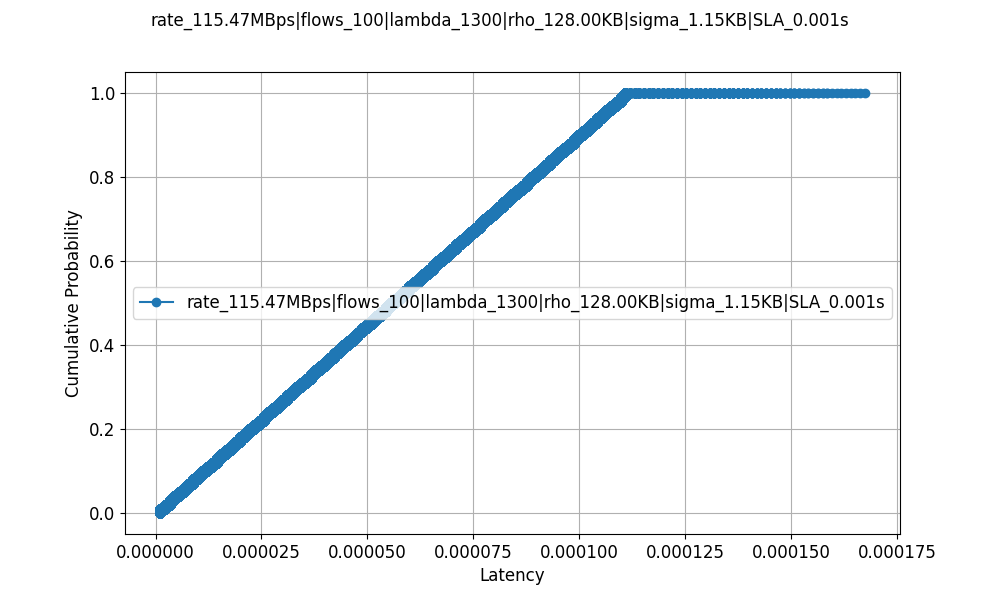 rate_115.47MBps|flows_100|lambda_1300|rho_128.00KB|sigma_1.15KB|SLA_0.001s
1.0
0.8
0.6
0.4
0.2
0.0
Cumulative Probability
rate_115.47MBps|flows_100|lambda_1300|rho_128.00KB|sigma_1.15KB|SLA_0.001s
0.000000 0.000025 0.000050 0.000075 0.000100 0.000125 0.000150 0.000175
Latency